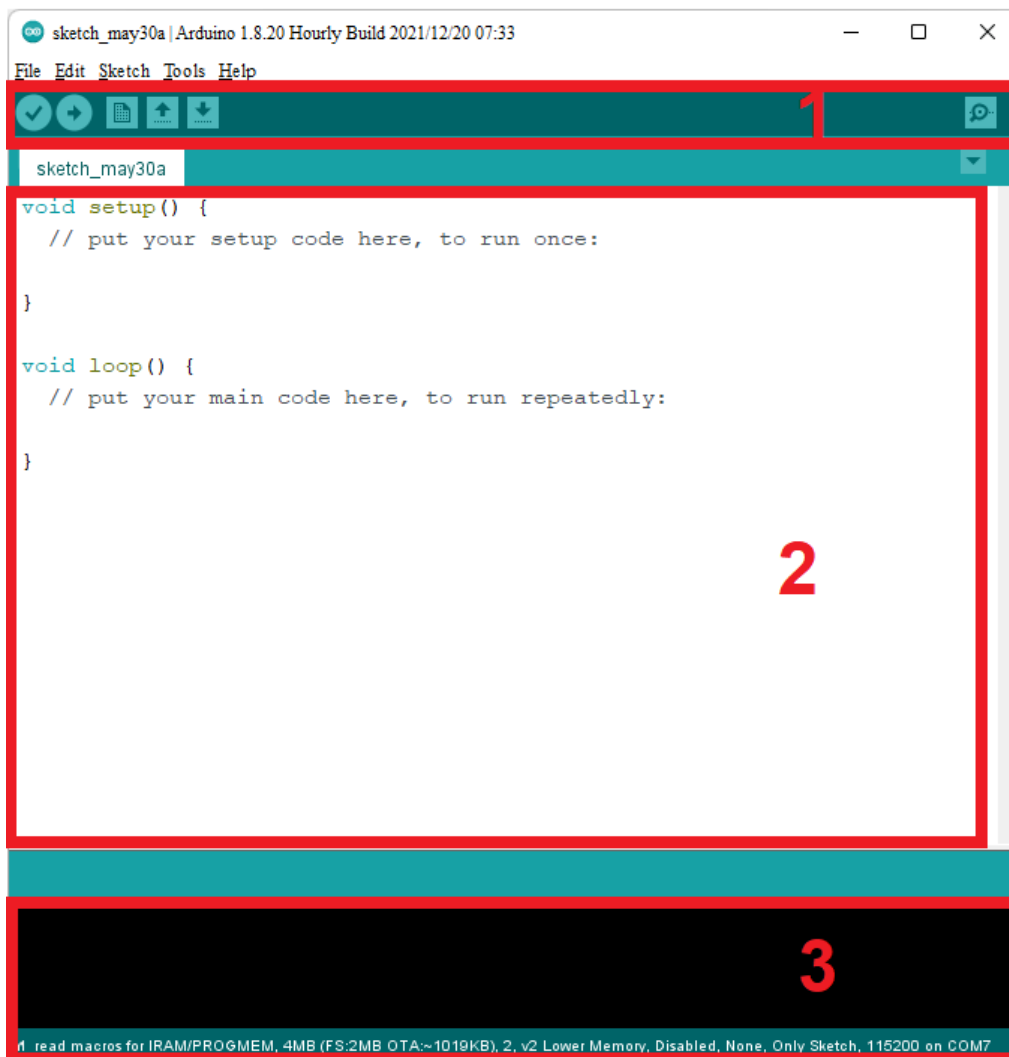 sketch_may30a | Arduino 1.8.20 Hourly Build 2021/12/20 07:33
File Edit Sketch Tools Help
1
sketch_may30a
void setup() {
  // put your setup code here, to run once:
}
void loop() {
  // put your main code here, to run repeatedly:
}
2
3
read macros for IRAM/PROGMEM, 4MB (FS:2MB OTA:~1019KB), 2, v2 Lower Memory, Disabled, None, Only Sketch, 115200 on COM7